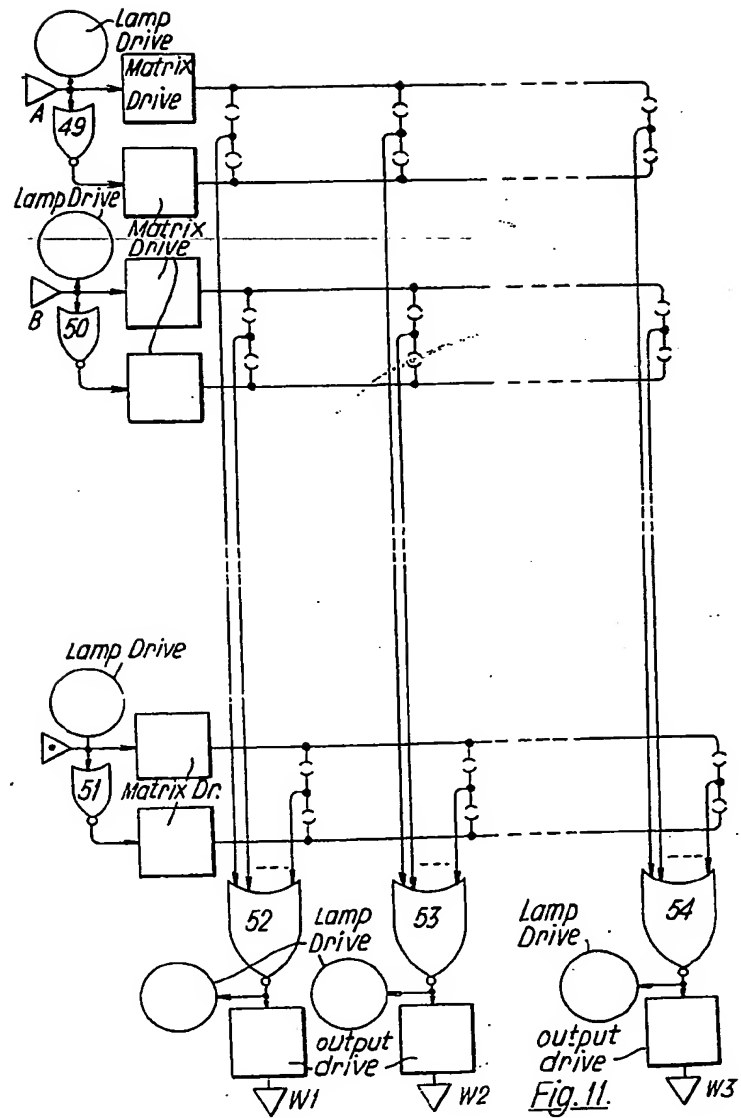 Lamp
Drive
Matrix
Drive
A
49
Lamp Drive
Matrix
Drive
B
50
Lamp Drive
51
Matrix Dr.
52
53
54
Lamp
Drive
Lamp
Drive
output
drive
output
drive
W1
W2
W3
Fig. 11.